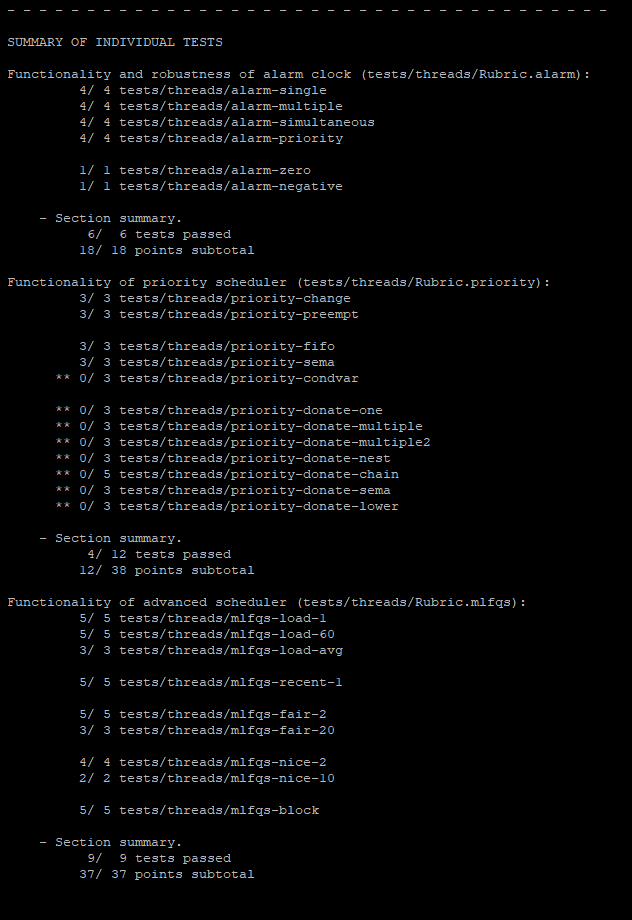 - - - - - - - - - - - - - - - - - - - - - - - - - - - - - - - - - - - - - -
SUMMARY OF INDIVIDUAL TESTS
Functionality and robustness of alarm clock (tests/threads/Rubric.alarm):
4/ 4 tests/threads/alarm-single
4/ 4 tests/threads/alarm-multiple
4/ 4 tests/threads/alarm-simultaneous
4/ 4 tests/threads/alarm-priority
1/ 1 tests/threads/alarm-zero
1/ 1 tests/threads/alarm-negative
- Section summary.
6/ 6 tests passed
18/ 18 points subtotal
Functionality of priority scheduler (tests/threads/Rubric.priority):
3/ 3 tests/threads/priority-change
3/ 3 tests/threads/priority-preempt
3/ 3 tests/threads/priority-fifo
3/ 3 tests/threads/priority-sema
** 0/ 3 tests/threads/priority-condvar
** 0/ 3 tests/threads/priority-donate-one
** 0/ 3 tests/threads/priority-donate-multiple
** 0/ 3 tests/threads/priority-donate-multiple2
** 0/ 3 tests/threads/priority-donate-nest
** 0/ 5 tests/threads/priority-donate-chain
** 0/ 3 tests/threads/priority-donate-sema
** 0/ 3 tests/threads/priority-donate-lower
- Section summary.
4/ 12 tests passed
12/ 38 points subtotal
Functionality of advanced scheduler (tests/threads/Rubric.mlfqs):
5/ 5 tests/threads/mlfqs-load-1
5/ 5 tests/threads/mlfqs-load-60
3/ 3 tests/threads/mlfqs-load-avg
5/ 5 tests/threads/mlfqs-recent-1
5/ 5 tests/threads/mlfqs-fair-2
3/ 3 tests/threads/mlfqs-fair-20
4/ 4 tests/threads/mlfqs-nice-2
2/ 2 tests/threads/mlfqs-nice-10
5/ 5 tests/threads/mlfqs-block
- Section summary.
9/ 9 tests passed
37/ 37 points subtotal